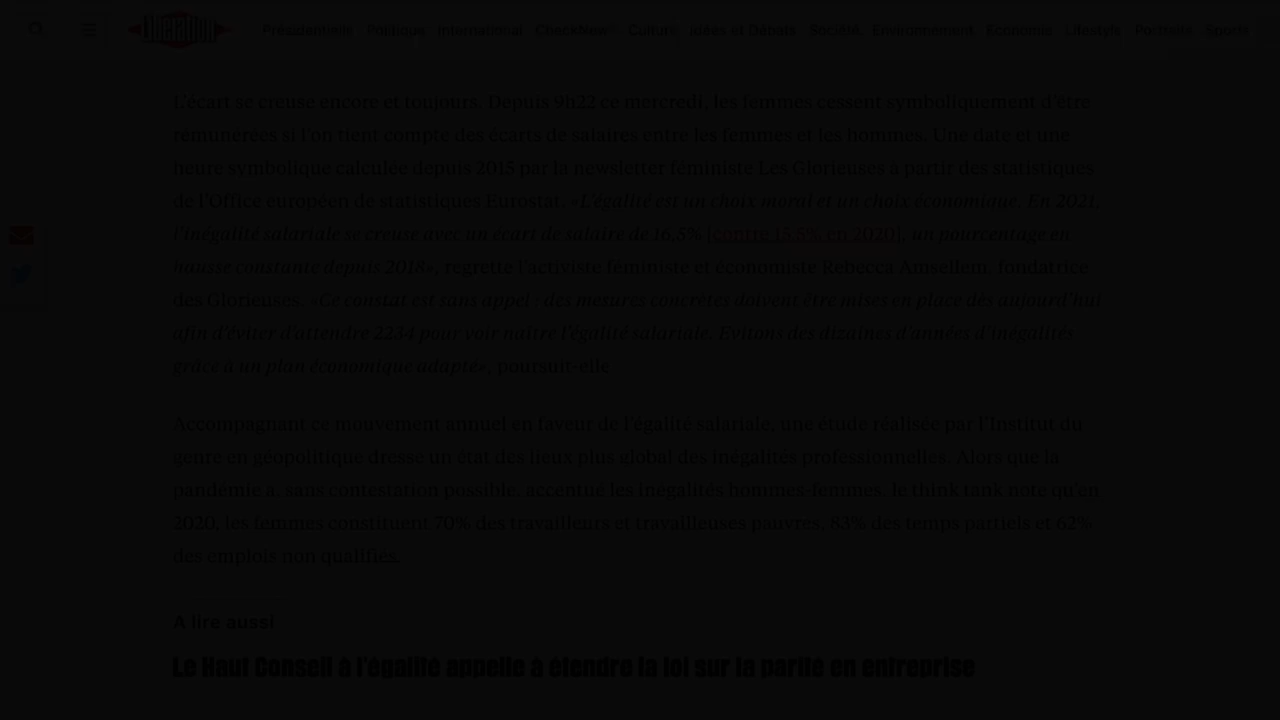 Libération Présidentielle Politique International CheckNews Culture Idées et Débats Société Environnement Economie Lifestyle Portraits Sports
L'écart se creuse encore et toujours. Depuis 9h22 ce mercredi, les femmes cessent symboliquement d'être
rémunérées si l'on tient compte des écarts de salaires entre les femmes et les hommes. Une date et une
heure symbolique calculée depuis 2015 par la newsletter féministe Les Glorieuses à partir des statistiques
de l'Office européen de statistiques Eurostat. «L'égalité est un choix moral et un choix économique. En 2021,
l'inégalité salariale se creuse avec un écart de salaire de 16,5% [contre 15,5% en 2020], un pourcentage en
hausse constante depuis 2018», regrette l'activiste féministe et économiste Rebecca Amsellem, fondatrice
des Glorieuses. «Ce constat est sans appel : des mesures concrètes doivent être mises en place dès aujourd'hui
afin d'éviter d'attendre 2234 pour voir naître l'égalité salariale. Evitons des dizaines d'années d'inégalités
grâce à un plan économique adapté», poursuit-elle.
Accompagnant ce mouvement annuel en faveur de l'égalité salariale, une étude réalisée par l'Institut du
genre en géopolitique dresse un état des lieux plus global des inégalités professionnelles. Alors que la
pandémie a, sans contestation possible, accentué les inégalités hommes-femmes, le think tank note qu'en
2020, les femmes constituent 70% des travailleurs et travailleuses pauvres, 83% des temps partiels et 62%
des emplois non qualifiés.
A lire aussi
Le Haut Conseil à l'égalité appelle à étendre la loi sur la parité en entreprise